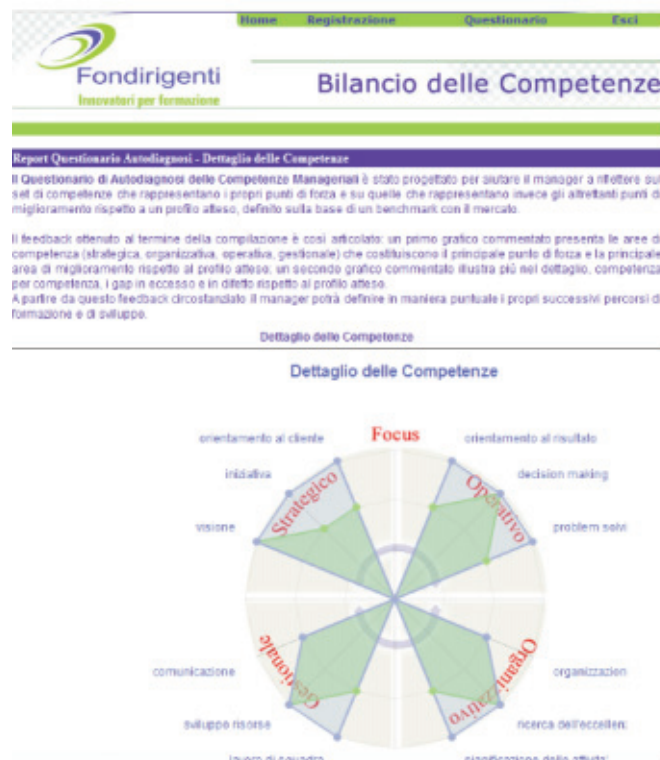 Home Registrazione Questionario Esci
Fondirigenti
Innovatori per formazione
Bilancio delle Competenze
Report Questionario Autodiagnosi - Dettaglio delle Competenze
Il Questionario di Autodiagnosi delle Competenze Manageriali è stato progettato per aiutare il manager a riflettere sul
set di competenze che rappresentano i propri punti di forza e su quelle che rappresentano invece gli altrettanti punti di
miglioramento rispetto a un profilo atteso, definito sulla base di un benchmark con il mercato.
Il feedback ottenuto al termine della compilazione è così articolato: un primo grafico commentato presenta le aree di
competenza (strategica, organizzativa, operativa, gestionale) che costituiscono il principale punto di forza e la principale
area di miglioramento rispetto al profilo atteso; un secondo grafico commentato illustra più nel dettaglio, competenza
per competenza, i gap in eccesso e in difetto rispetto al profilo atteso.
A partire da questo feedback circostanziato il manager potrà definire in maniera puntuale i propri successivi percorsi di
formazione e di sviluppo.
Dettaglio delle Competenze
Dettaglio delle Competenze
orientamento al cliente Focus orientamento al risultato
iniziativa decision making
Strategico Operativo
visione problem solvi
Gestionale Organizzativo
comunicazione organizzazion
sviluppo risorse ricerca dell'eccellen
lavoro di squadra pianificazione delle attivita'